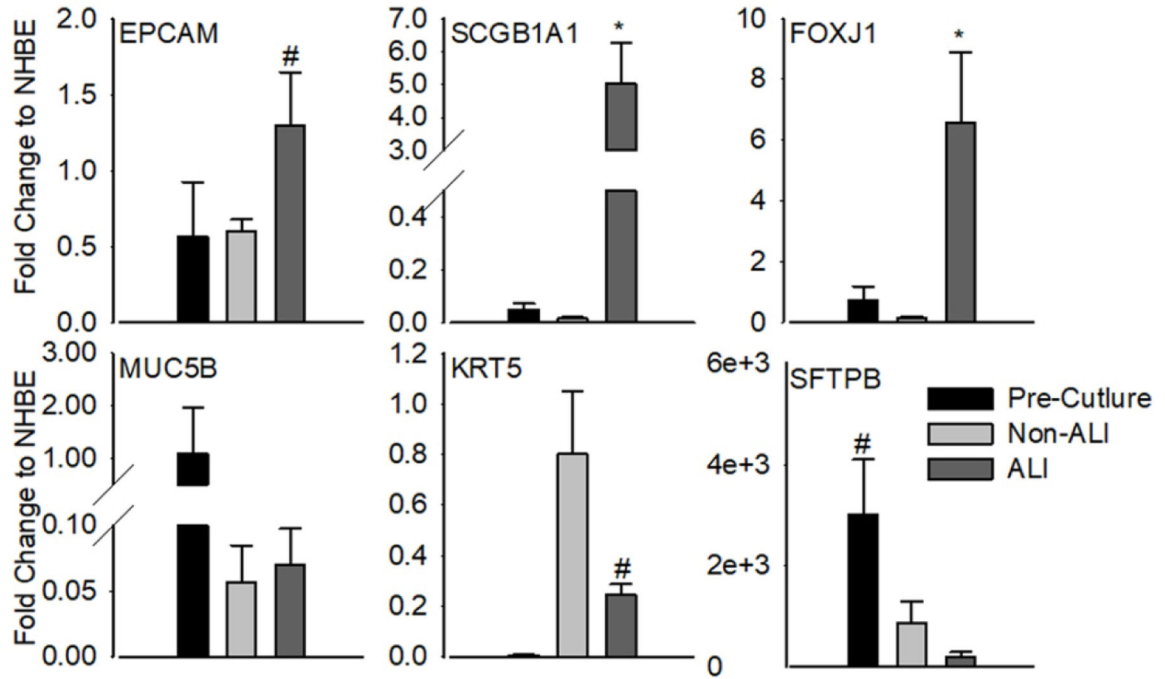 Fold Change to NHBE
2.0
1.5
1.0
0.5
0.0
EPCAM
#
7.0
6.0
5.0
4.0
3.0
0.4
0.2
0.0
SCGB1A1
*
10
8
6
4
2
0
FOXJ1
*
Fold Change to NHBE
3.00
2.00
1.00
0.10
0.05
0.00
MUC5B
1.2
1.0
0.8
0.6
0.4
0.2
0.0
KRT5
#
6e+3
4e+3
2e+3
0
SFTPB
#
Pre-Cutlure
Non-ALI
ALI